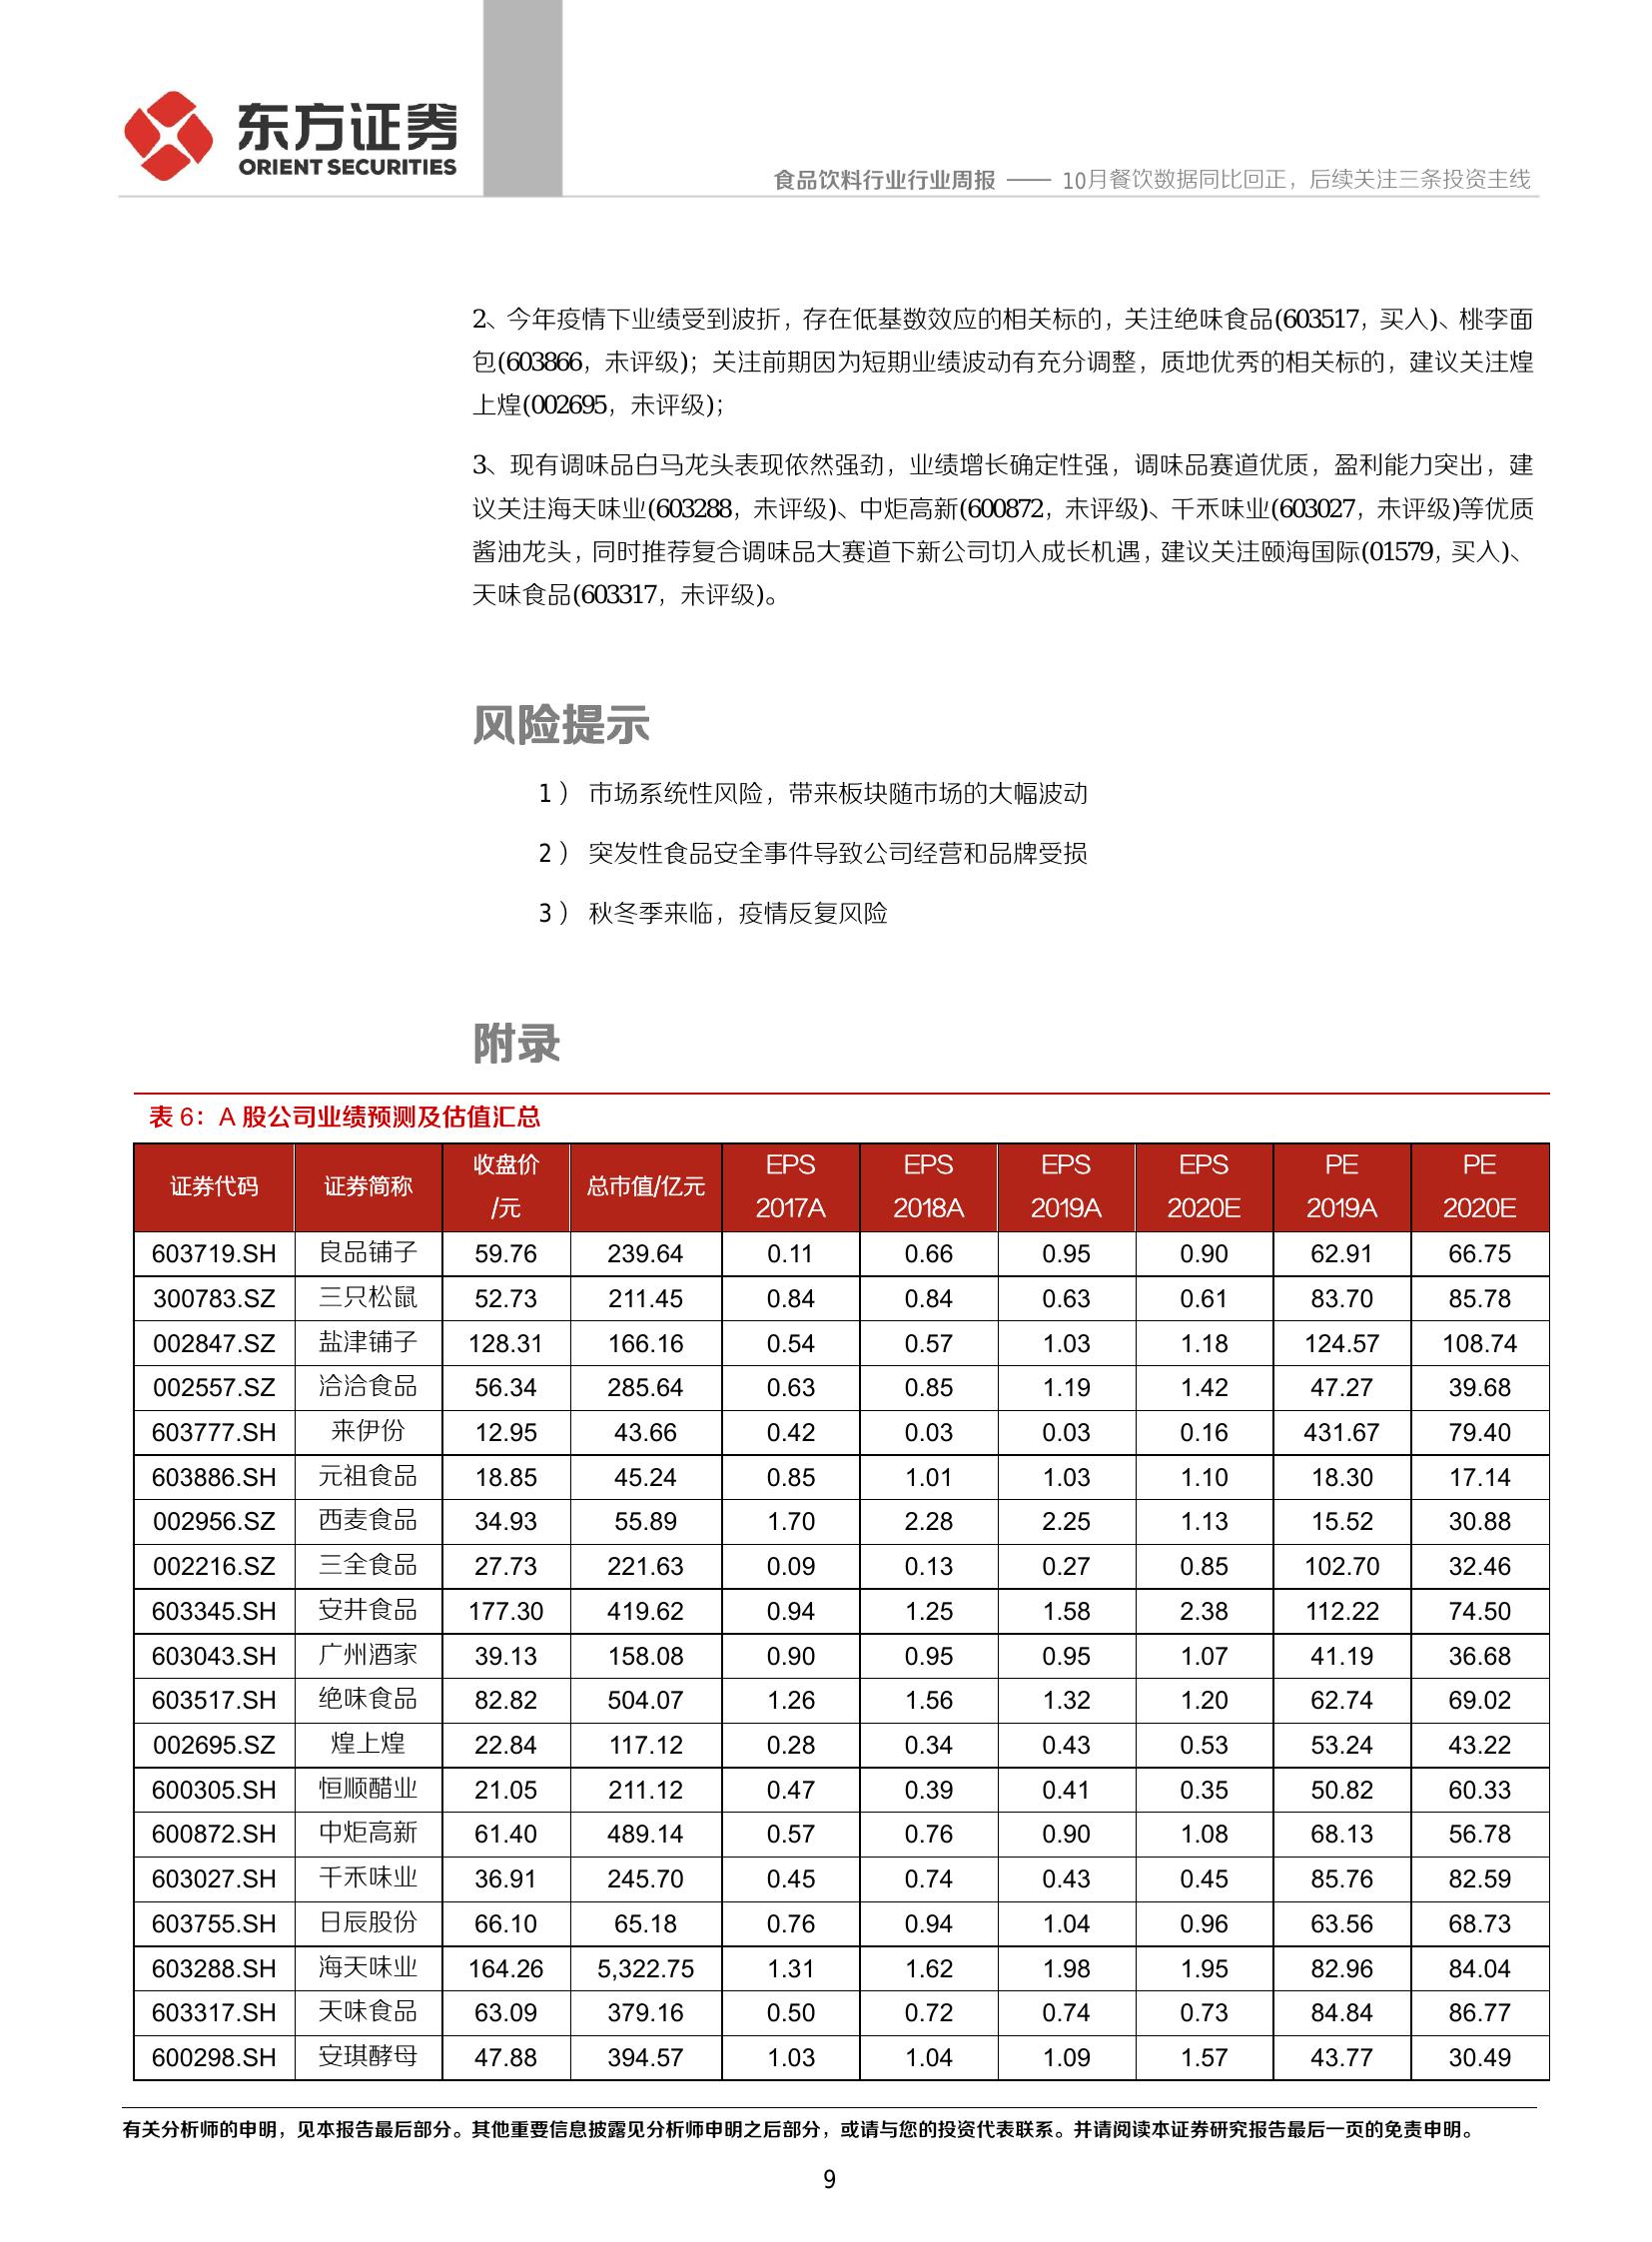 东方证券
ORIENT SECURITIES
食品饮料行业行业周报 —— 10月餐饮数据同比回正，后续关注三条投资主线
2、今年疫情下业绩受到波折，存在低基数效应的相关标的，关注绝味食品(603517，买入)、桃李面
包(603866，未评级)；关注前期因为短期业绩波动有充分调整，质地优秀的相关标的，建议关注煌
上煌(002695，未评级)；
3、现有调味品白马龙头表现依然强劲，业绩增长确定性强，调味品赛道优质，盈利能力突出，建
议关注海天味业(603288，未评级)、中炬高新(600872，未评级)、千禾味业(603027，未评级)等优质
酱油龙头，同时推荐复合调味品大赛道下新公司切入成长机遇，建议关注颐海国际(01579，买入)、
天味食品(603317，未评级)。
风险提示
1） 市场系统性风险，带来板块随市场的大幅波动
2） 突发性食品安全事件导致公司经营和品牌受损
3） 秋冬季来临，疫情反复风险
附录
表 6：A 股公司业绩预测及估值汇总
证券代码 证券简称 收盘价/元 总市值/亿元 EPS 2017A EPS 2018A EPS 2019A EPS 2020E PE 2019A PE 2020E
603719.SH 良品铺子 59.76 239.64 0.11 0.66 0.95 0.90 62.91 66.75
300783.SZ 三只松鼠 52.73 211.45 0.84 0.84 0.63 0.61 83.70 85.78
002847.SZ 盐津铺子 128.31 166.16 0.54 0.57 1.03 1.18 124.57 108.74
002557.SZ 洽洽食品 56.34 285.64 0.63 0.85 1.19 1.42 47.27 39.68
603777.SH 来伊份 12.95 43.66 0.42 0.03 0.03 0.16 431.67 79.40
603886.SH 元祖食品 18.85 45.24 0.85 1.01 1.03 1.10 18.30 17.14
002956.SZ 西麦食品 34.93 55.89 1.70 2.28 2.25 1.13 15.52 30.88
002216.SZ 三全食品 27.73 221.63 0.09 0.13 0.27 0.85 102.70 32.46
603345.SH 安井食品 177.30 419.62 0.94 1.25 1.58 2.38 112.22 74.50
603043.SH 广州酒家 39.13 158.08 0.90 0.95 0.95 1.07 41.19 36.68
603517.SH 绝味食品 82.82 504.07 1.26 1.56 1.32 1.20 62.74 69.02
002695.SZ 煌上煌 22.84 117.12 0.28 0.34 0.43 0.53 53.24 43.22
600305.SH 恒顺醋业 21.05 211.12 0.47 0.39 0.41 0.35 50.82 60.33
600872.SH 中炬高新 61.40 489.14 0.57 0.76 0.90 1.08 68.13 56.78
603027.SH 千禾味业 36.91 245.70 0.45 0.74 0.43 0.45 85.76 82.59
603755.SH 日辰股份 66.10 65.18 0.76 0.94 1.04 0.96 63.56 68.73
603288.SH 海天味业 164.26 5,322.75 1.31 1.62 1.98 1.95 82.96 84.04
603317.SH 天味食品 63.09 379.16 0.50 0.72 0.74 0.73 84.84 86.77
600298.SH 安琪酵母 47.88 394.57 1.03 1.04 1.09 1.57 43.77 30.49
有关分析师的申明，见本报告最后部分。其他重要信息披露见分析师申明之后部分，或请与您的投资代表联系。并请阅读本证券研究报告最后一页的免责申明。
9